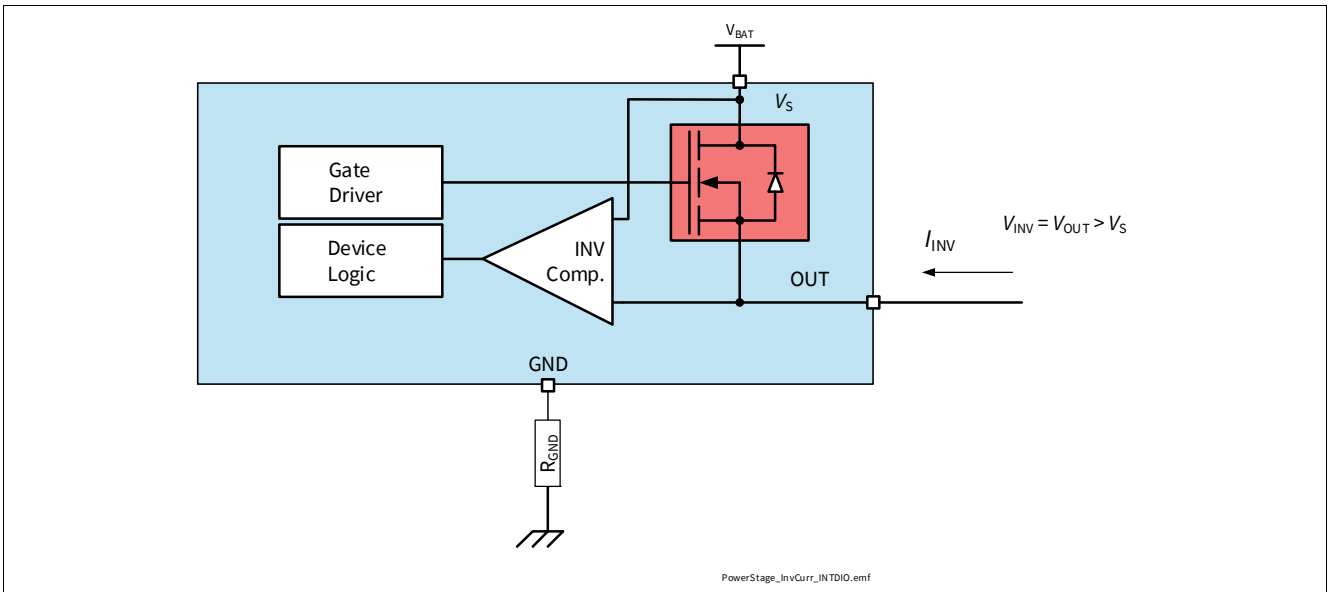 VBAT
VS
Gate
Driver
Device
Logic
INV
Comp.
OUT
IINV
VINV = VOUT > VS
GND
RGND
PowerStage_InvCurr_INTDIO.emf